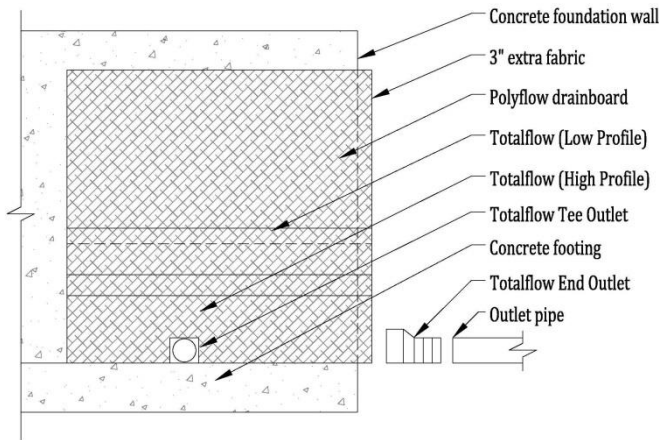 Concrete foundation wall
3" extra fabric
Polyflow drainboard
Totalflow (Low Profile)
Totalflow (High Profile)
Totalflow Tee Outlet
Concrete footing
Totalflow End Outlet
Outlet pipe